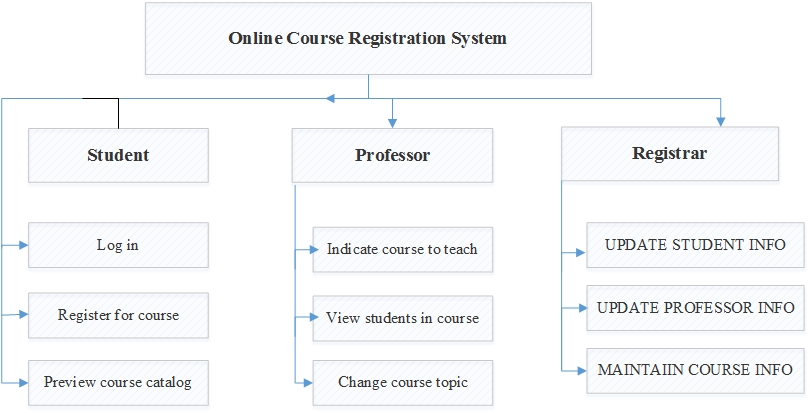 Online Course Registration System
Student
Professor
Registrar
Log in
Register for course
Preview course catalog
Indicate course to teach
View students in course
Change course topic
UPDATE STUDENT INFO
UPDATE PROFESSOR INFO
MAINTAIIN COURSE INFO